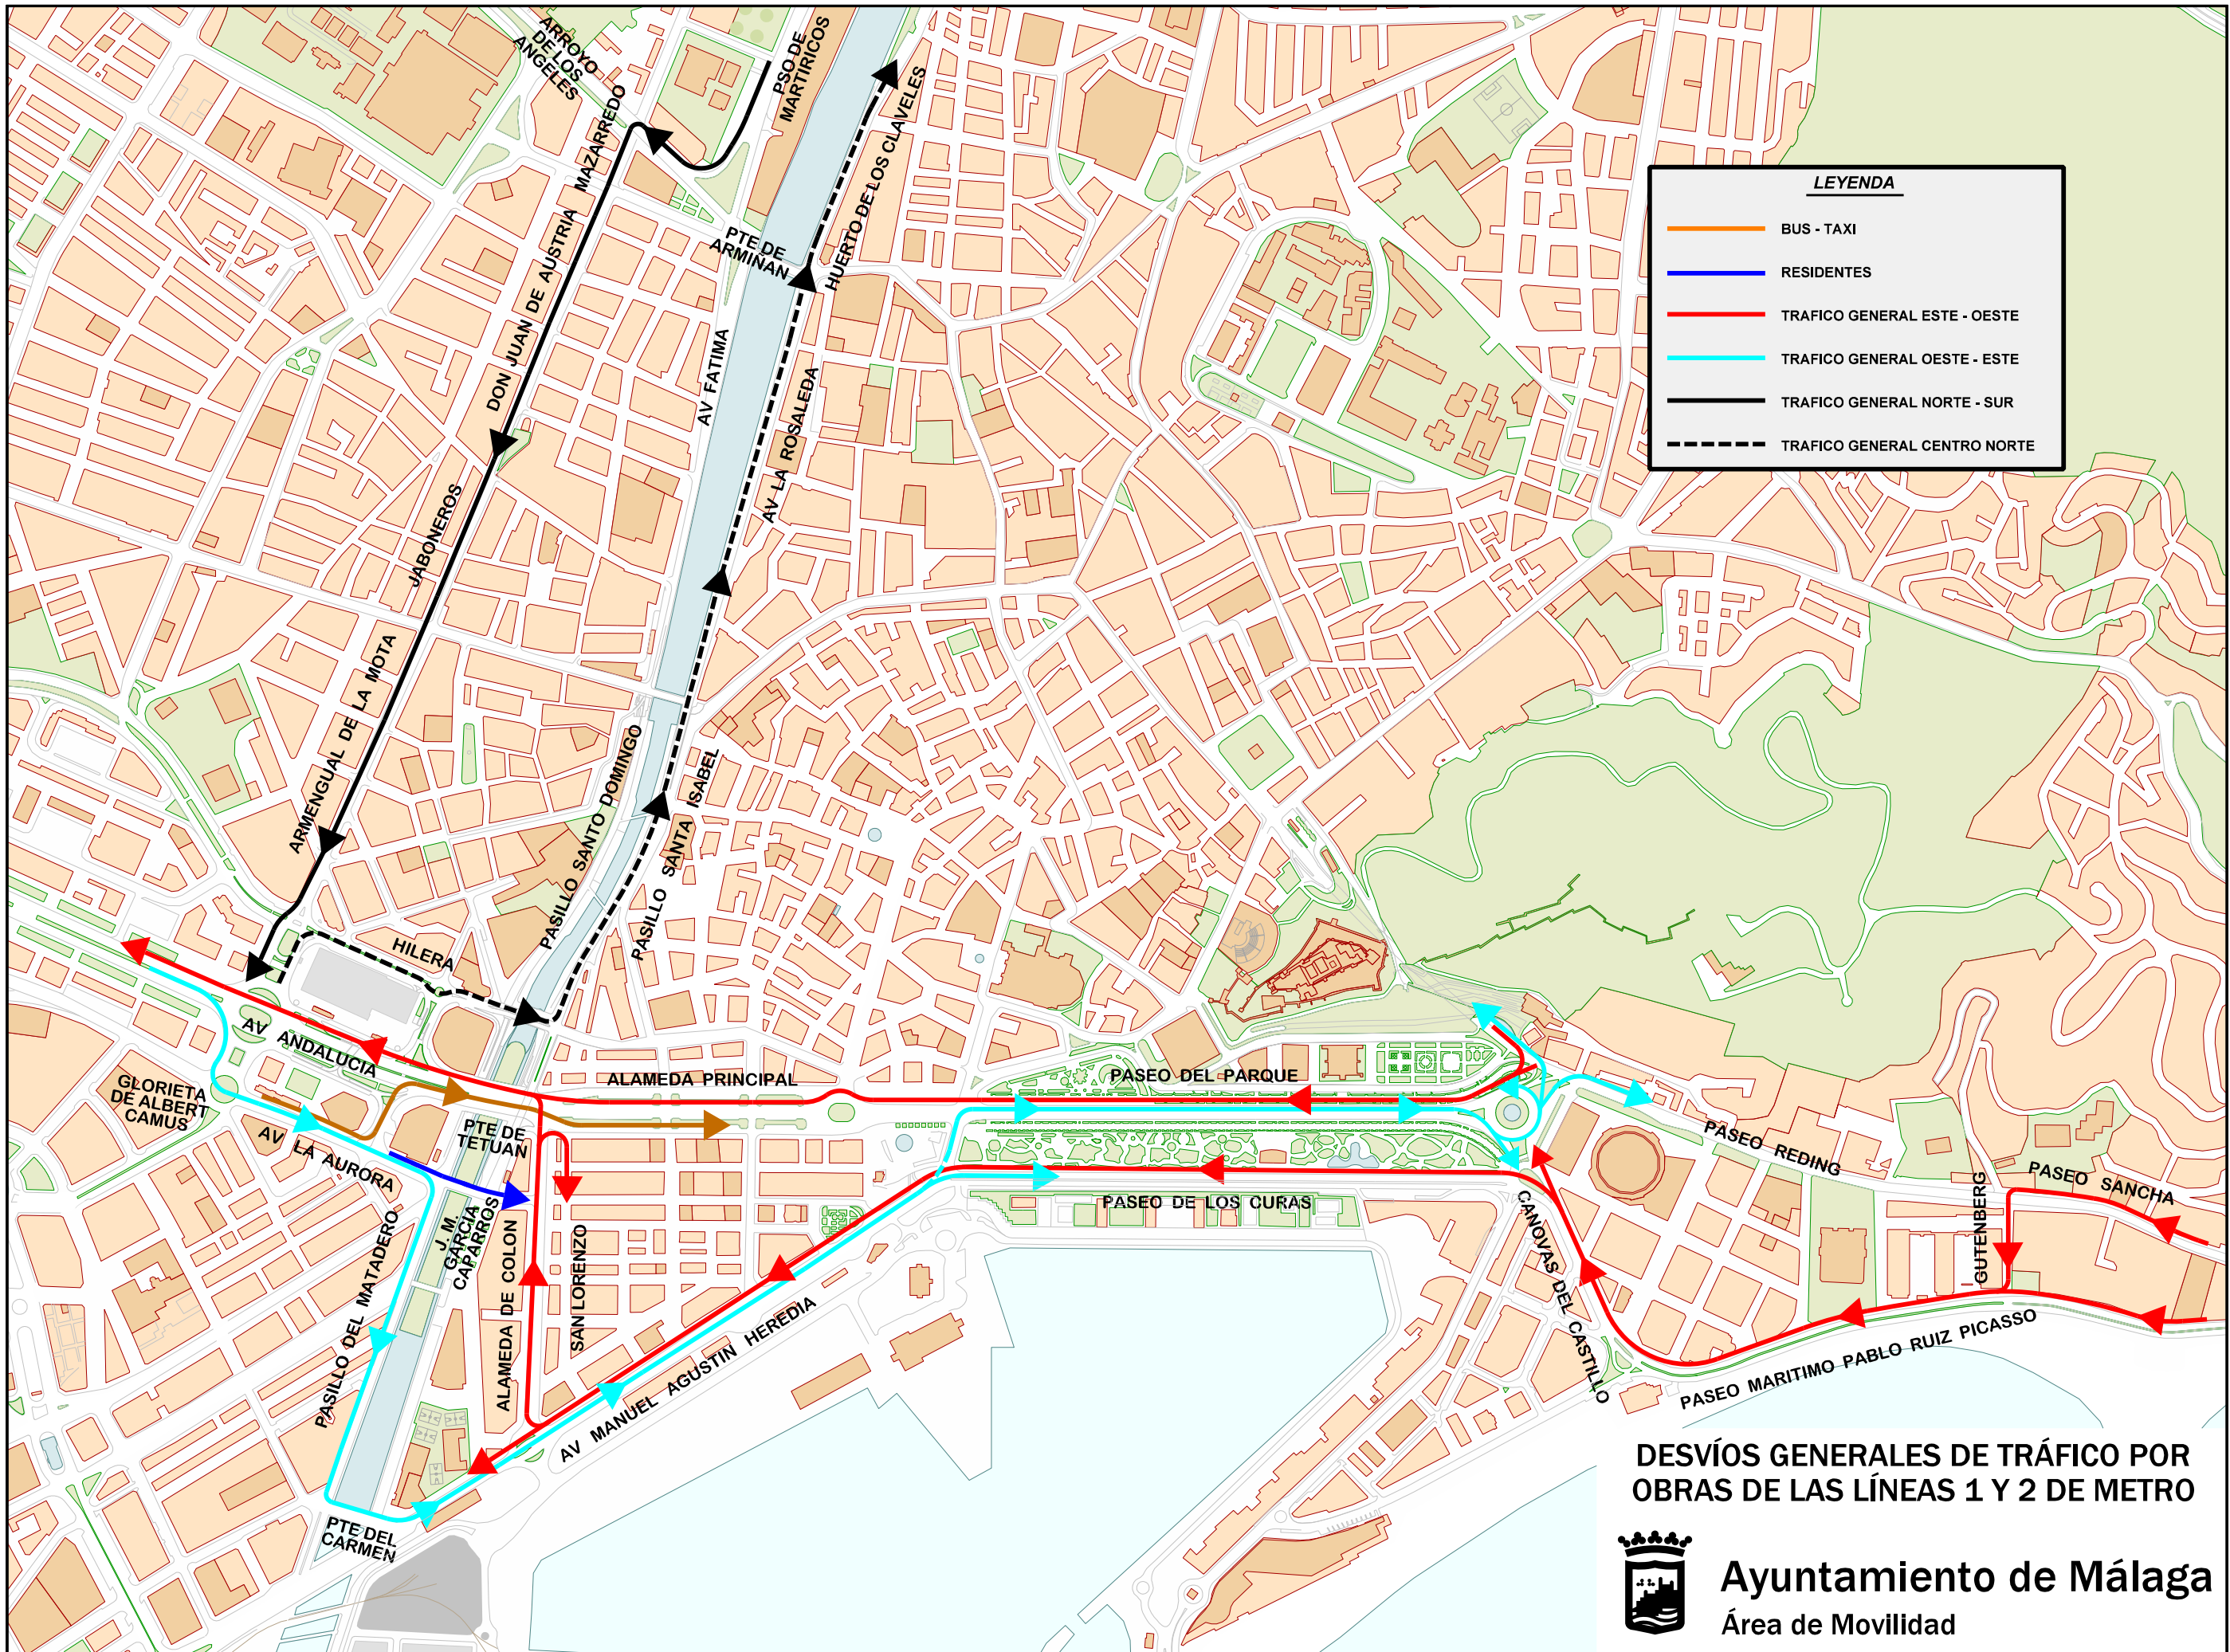 ARROYO
DE LOS
ANGELES
PSO DE
MARTIRICOS
MAZARREDO
HUERTO DE LOS CLAVELES
PTE DE
ARMIÑAN
DON JUAN DE AUSTRIA
AV FATIMA
AV LA ROSALEDA
JABONEROS
ARMENGUAL DE LA MOTA
PASILLO SANTO DOMINGO
PASILLO SANTA ISABEL
HILERA
LEYENDA
BUS - TAXI
RESIDENTES
TRAFICO GENERAL ESTE - OESTE
TRAFICO GENERAL OESTE - ESTE
TRAFICO GENERAL NORTE - SUR
TRAFICO GENERAL CENTRO NORTE
AV ANDALUCIA
GLORIETA
DE ALBERT
CAMUS
AV LA AURORA
ALAMEDA PRINCIPAL
PTE DE
TETUAN
PASEO DEL PARQUE
PASEO REDING
PASEO SANCHA
GUTENBERG
PASEO DE LOS CURAS
CANOVAS DEL CASTILLO
J. M.
GARCIA
CAPARROS
PASILLO DEL MATADERO
ALAMEDA DE COLON
SAN LORENZO
AV MANUEL AGUSTIN HEREDIA
PASEO MARITIMO PABLO RUIZ PICASSO
PTE DEL
CARMEN
DESVÍOS GENERALES DE TRÁFICO POR
OBRAS DE LAS LÍNEAS 1 Y 2 DE METRO
Ayuntamiento de Málaga
Área de Movilidad